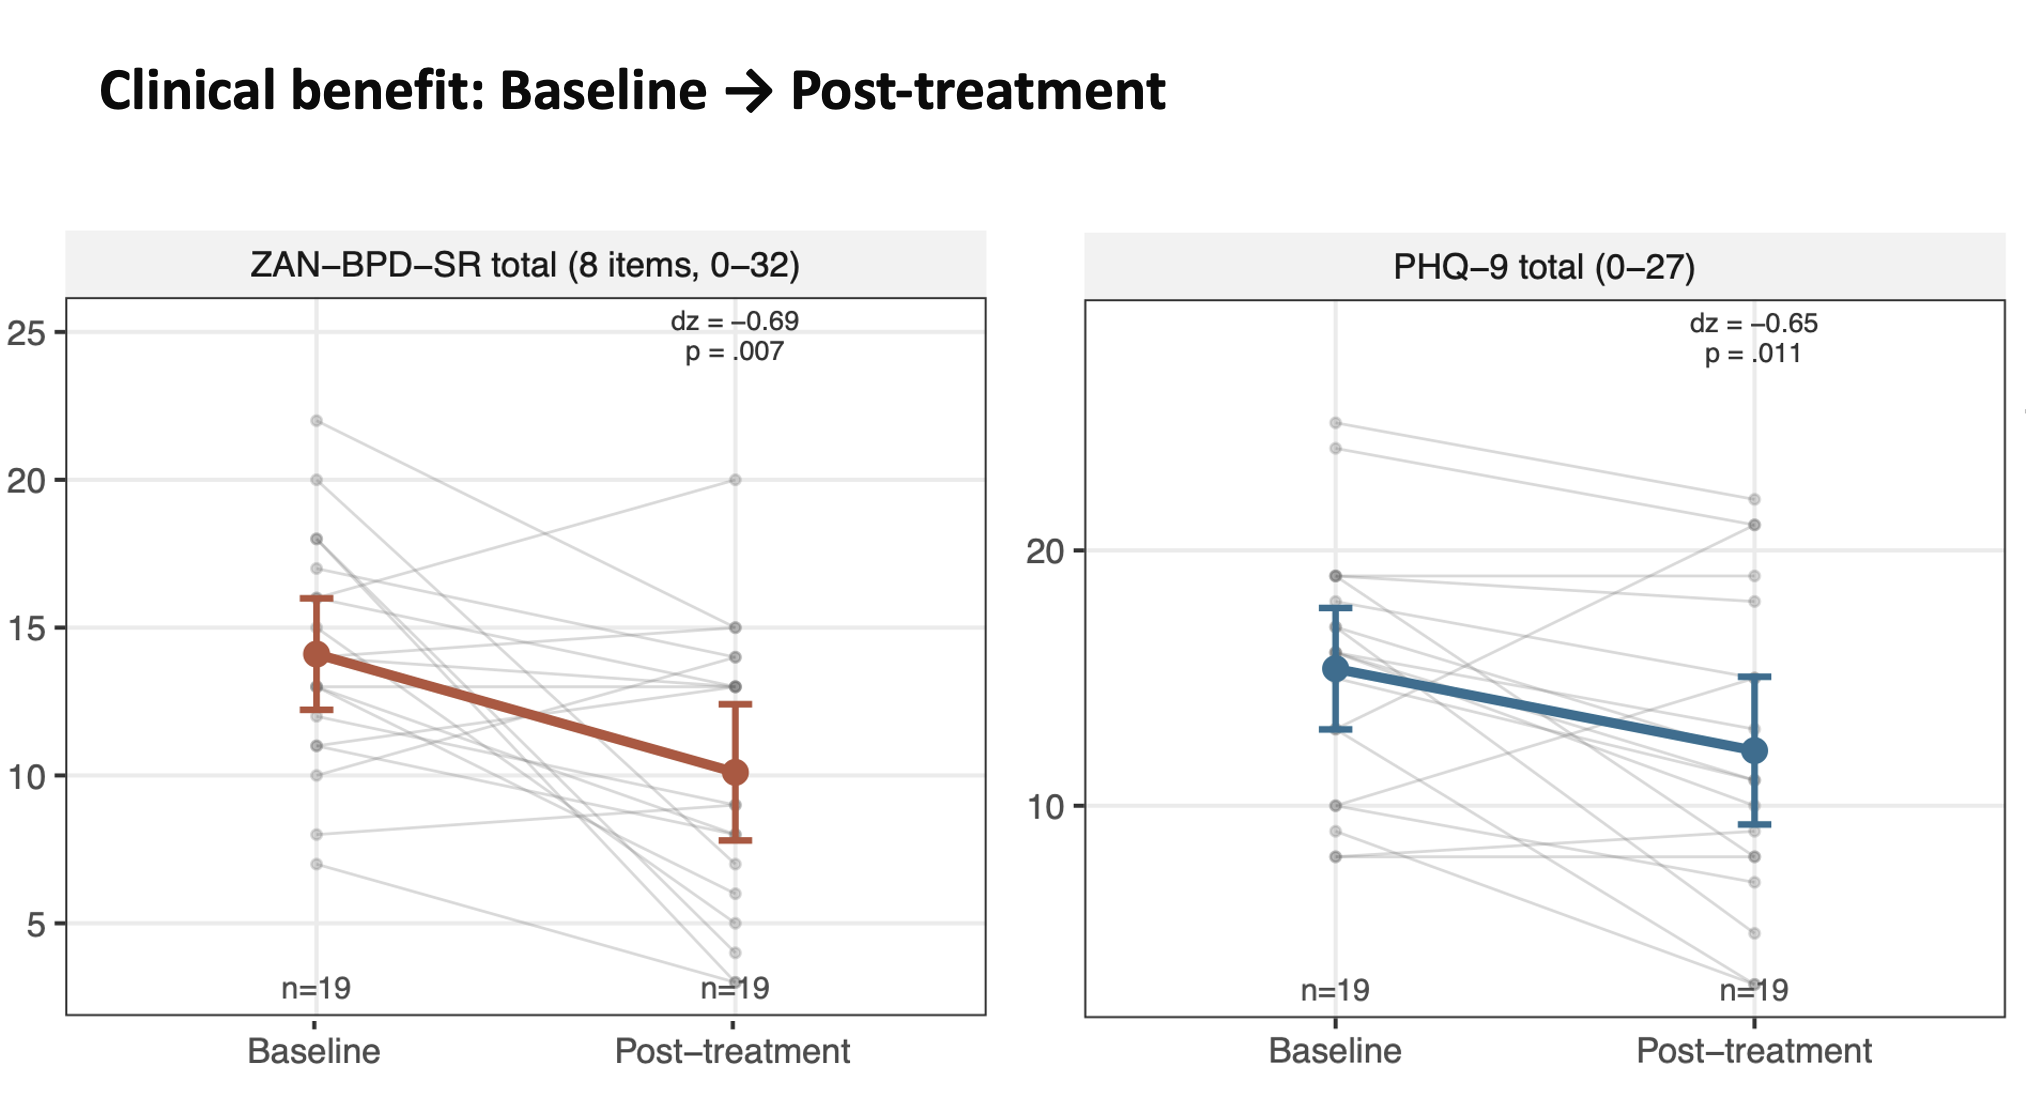 Clinical benefit: Baseline → Post-treatment
ZAN–BPD–SR total (8 items, 0–32)
dz = −0.69
p = .007
25
20
15
10
5
n=19
n=19
Baseline
Post–treatment
PHQ–9 total (0–27)
dz = −0.65
p = .011
20
10
n=19
n=19
Baseline
Post–treatment